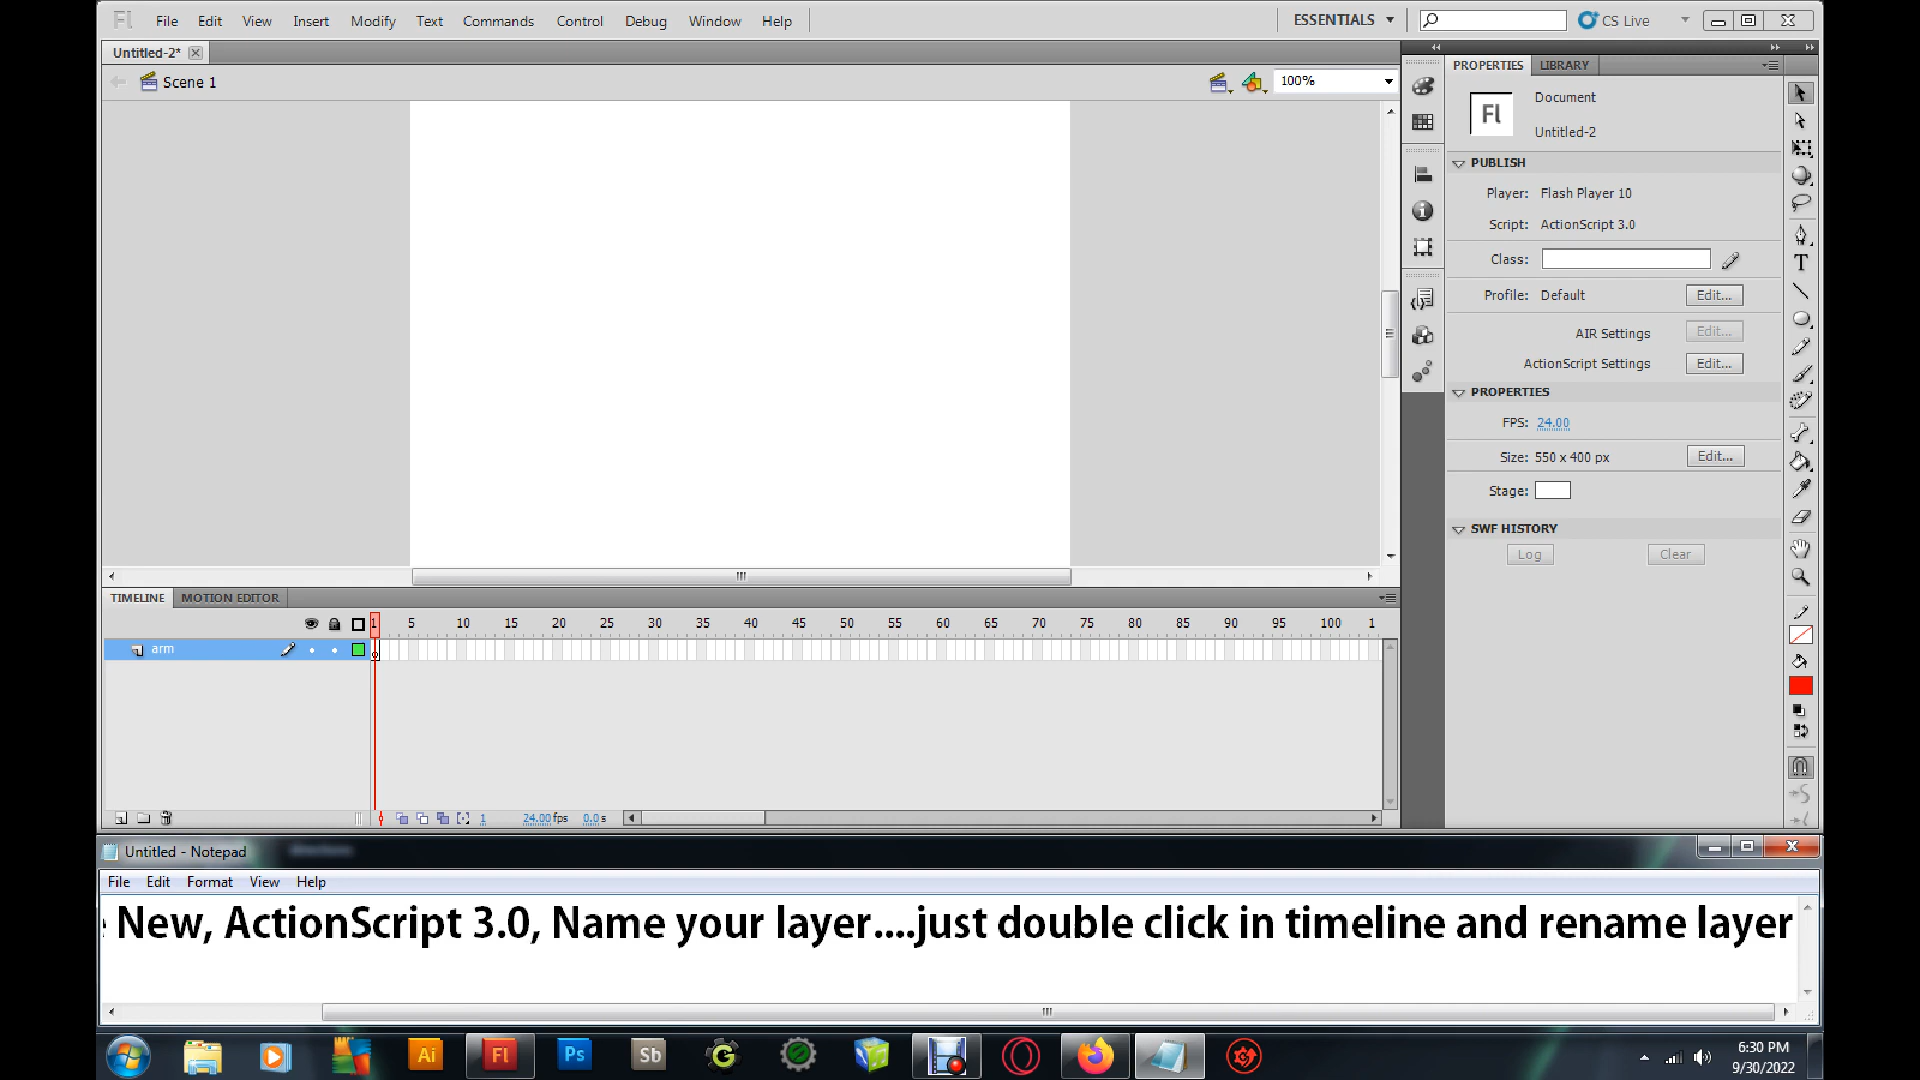 Fl File Edit View Insert Modify Text Commands Control Debug Window Help ESSENTIALS CS Live
Untitled-2*
Scene 1 100%
PROPERTIES LIBRARY
Fl Document
Untitled-2
PUBLISH
Player: Flash Player 10
Script: ActionScript 3.0
Class:
Profile: Default Edit...
AIR Settings Edit...
ActionScript Settings Edit...
PROPERTIES
FPS: 24.00
Size: 550 x 400 px Edit...
Stage:
SWF HISTORY
Log Clear
TIMELINE MOTION EDITOR
1 5 10 15 20 25 30 35 40 45 50 55 60 65 70 75 80 85 90 95 100 1
arm
1 24.00 fps 0.0 s
Untitled - Notepad
File Edit Format View Help
New, ActionScript 3.0, Name your layer....just double click in timeline and rename layer
Ai Fl Ps Sb
6:30 PM
9/30/2022